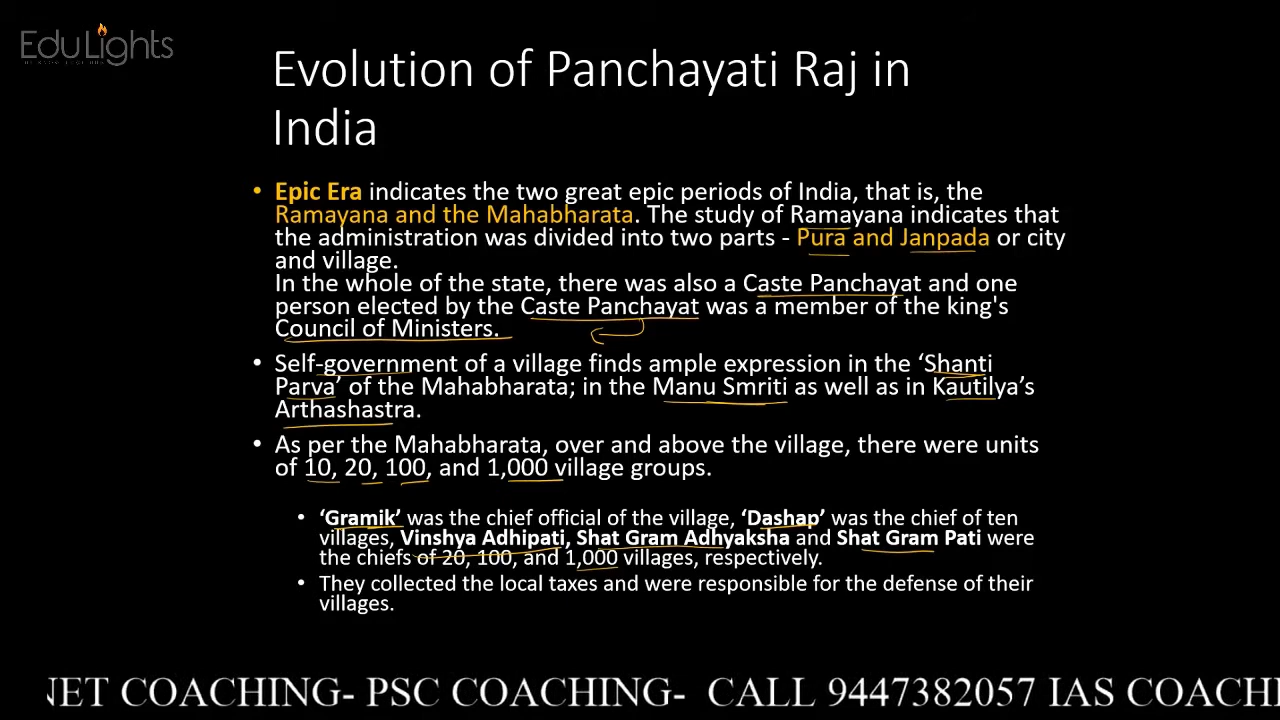 EduLights
Evolution of Panchayati Raj in
India
• Epic Era indicates the two great epic periods of India, that is, the
Ramayana and the Mahabharata. The study of Ramayana indicates that
the administration was divided into two parts - Pura and Janpada or city
and village.
In the whole of the state, there was also a Caste Panchayat and one
person elected by the Caste Panchayat was a member of the king's
Council of Ministers.
• Self-government of a village finds ample expression in the ‘Shanti
Parva’ of the Mahabharata; in the Manu Smriti as well as in Kautilya’s
Arthashastra.
• As per the Mahabharata, over and above the village, there were units
of 10, 20, 100, and 1,000 village groups.
• ‘Gramik’ was the chief official of the village, ‘Dashap’ was the chief of ten
villages, Vinshya Adhipati, Shat Gram Adhyaksha and Shat Gram Pati were
the chiefs of 20, 100, and 1,000 villages, respectively.
• They collected the local taxes and were responsible for the defense of their
villages.
NET COACHING- PSC COACHING- CALL 9447382057 IAS COACHI